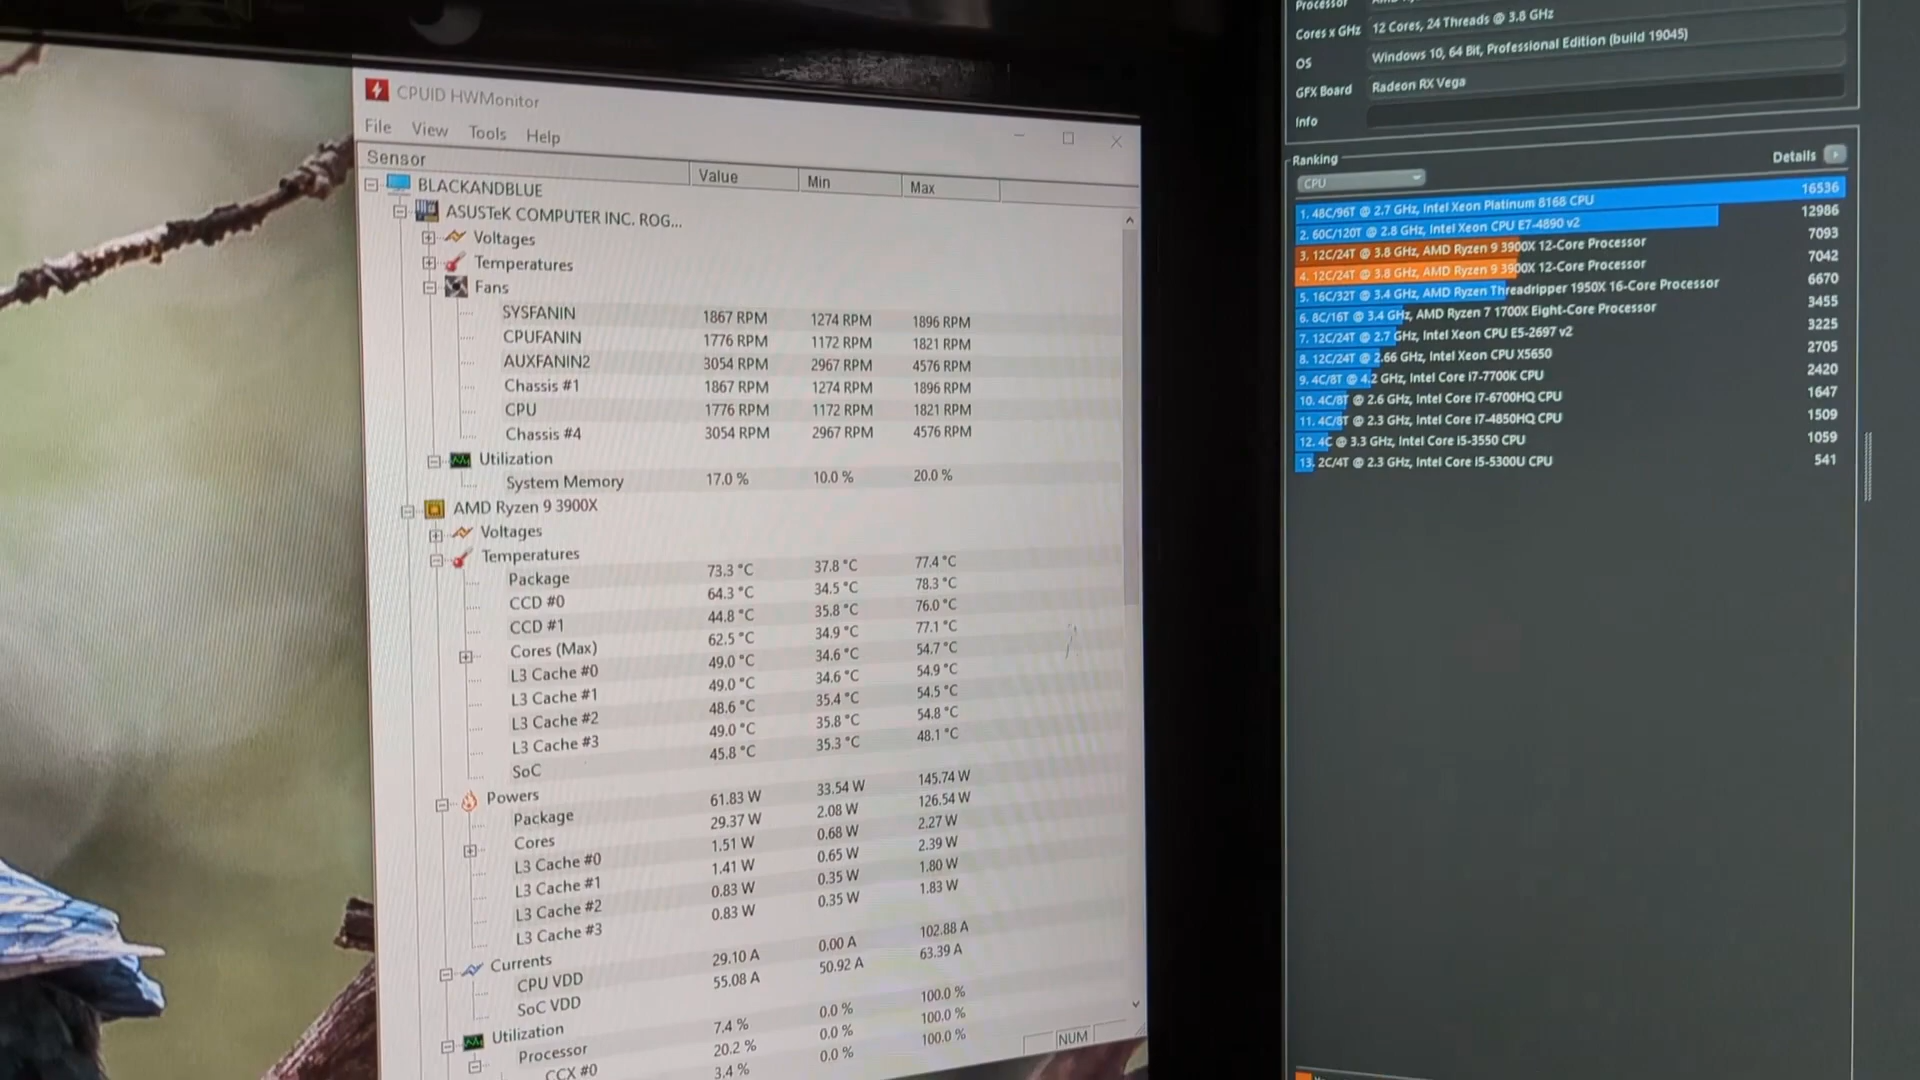 CPUID HWMonitor
File View Tools Help
Sensor Value Min Max
BLACKANDBLUE
ASUSTeK COMPUTER INC. ROG...
Voltages
Temperatures
Fans
SYSFANIN 1867 RPM 1274 RPM 1896 RPM
CPUFANIN 1776 RPM 1172 RPM 1821 RPM
AUXFANIN2 3054 RPM 2967 RPM 4576 RPM
Chassis #1 1867 RPM 1274 RPM 1896 RPM
CPU 1776 RPM 1172 RPM 1821 RPM
Chassis #4 3054 RPM 2967 RPM 4576 RPM
Utilization
System Memory 17.0 % 10.0 % 20.0 %
AMD Ryzen 9 3900X
Voltages
Temperatures
Package 73.3 °C 37.8 °C 77.4 °C
CCD #0 64.3 °C 34.5 °C 78.3 °C
CCD #1 44.8 °C 35.8 °C 76.0 °C
Cores (Max) 62.5 °C 34.9 °C 77.1 °C
L3 Cache #0 49.0 °C 34.6 °C 54.7 °C
L3 Cache #1 49.0 °C 34.6 °C 54.9 °C
L3 Cache #2 48.6 °C 35.4 °C 54.5 °C
L3 Cache #3 49.0 °C 35.8 °C 54.8 °C
SoC 45.8 °C 35.3 °C 48.1 °C
Powers
Package 61.83 W 33.54 W 145.74 W
Cores 29.37 W 2.08 W 126.54 W
L3 Cache #0 1.51 W 0.68 W 2.27 W
L3 Cache #1 1.41 W 0.65 W 2.39 W
L3 Cache #2 0.83 W 0.35 W 1.80 W
L3 Cache #3 0.83 W 0.35 W 1.83 W
Currents
CPU VDD 29.10 A 0.00 A 102.88 A
SoC VDD 55.08 A 50.92 A 63.39 A
Utilization
Processor 7.4 % 0.0 % 100.0 %
CCX #0 20.2 % 0.0 % 100.0 %
3.4 % 0.0 % 100.0 %
NUM
Processor
Cores x GHz 12 Cores, 24 Threads @ 3.8 GHz
OS Windows 10, 64 Bit, Professional Edition (build 19045)
GFX Board Radeon RX Vega
Info
Ranking Details
CPU
1. 48C/96T @ 2.7 GHz, Intel Xeon Platinum 8168 CPU 16536
2. 60C/120T @ 2.8 GHz, Intel Xeon CPU E7-4890 v2 12986
3. 12C/24T @ 3.8 GHz, AMD Ryzen 9 3900X 12-Core Processor 7093
4. 12C/24T @ 3.8 GHz, AMD Ryzen 9 3900X 12-Core Processor 7042
5. 16C/32T @ 3.4 GHz, AMD Ryzen Threadripper 1950X 16-Core Processor 6670
6. 8C/16T @ 3.4 GHz, AMD Ryzen 7 1700X Eight-Core Processor 3455
7. 12C/24T @ 2.7 GHz, Intel Xeon CPU E5-2697 v2 3225
8. 12C/24T @ 2.66 GHz, Intel Xeon CPU X5650 2705
9. 4C/8T @ 4.2 GHz, Intel Core i7-7700K CPU 2420
10. 4C/8T @ 2.6 GHz, Intel Core i7-6700HQ CPU 1647
11. 4C/8T @ 2.3 GHz, Intel Core i7-4850HQ CPU 1509
12. 4C @ 3.3 GHz, Intel Core i5-3550 CPU 1059
13. 2C/4T @ 2.3 GHz, Intel Core i5-5300U CPU 541